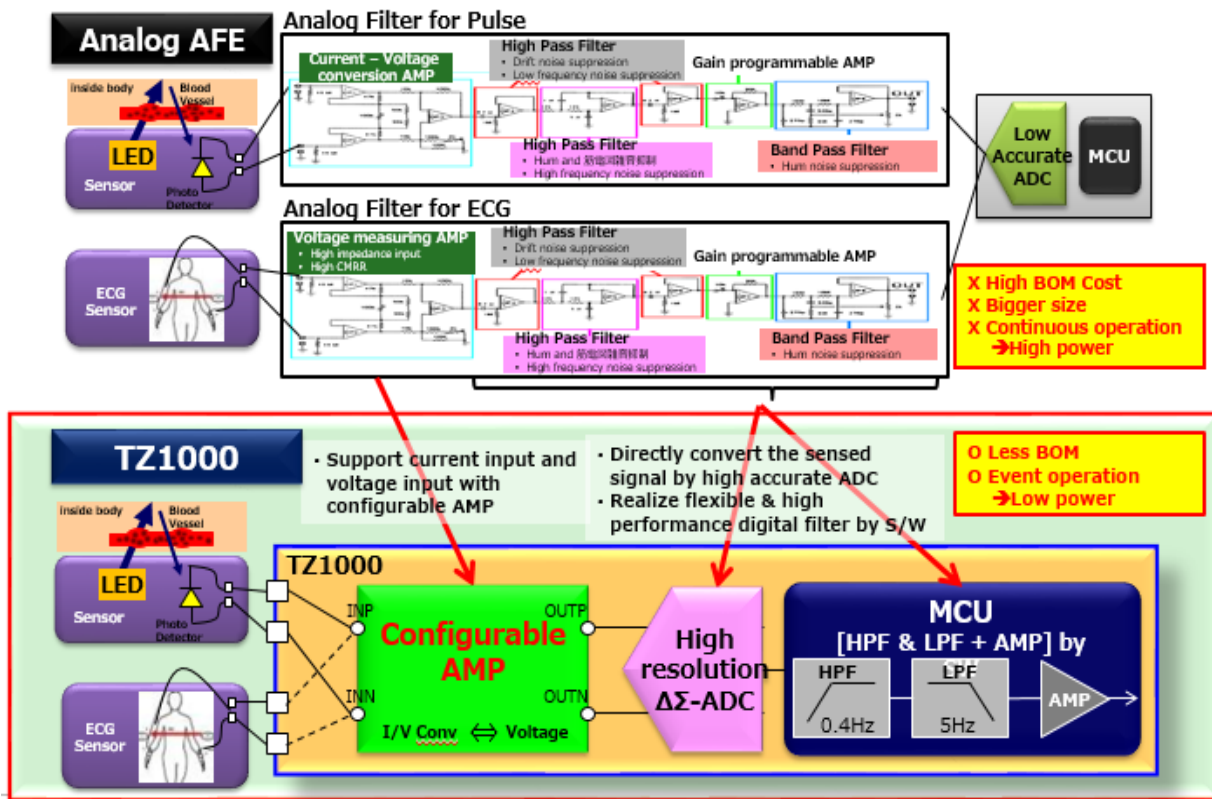 Analog AFE
Analog Filter for Pulse
Current – Voltage
conversion AMP
High Pass Filter
• Drift noise suppression
• Low frequency noise suppression
Gain programmable AMP
OUT
High Pass Filter
• Hum and
• High frequency noise suppression
Band Pass Filter
• Hum noise suppression
Inside body
Blood
Vessel
LED
Sensor
Photo
Detector
Low
Accurate
ADC
MCU
Analog Filter for ECG
Voltage measuring AMP
• High impedance input
• High CMRR
High Pass Filter
• Drift noise suppression
• Low frequency noise suppression
Gain programmable AMP
OUT
High Pass Filter
• Hum and
• High frequency noise suppression
Band Pass Filter
• Hum noise suppression
ECG
Sensor
X High BOM Cost
X Bigger size
X Continuous operation
➔High power
TZ1000
· Support current input and
voltage input with
configurable AMP
· Directly convert the sensed
signal by high accurate ADC
· Realize flexible & high
performance digital filter by S/W
O Less BOM
O Event operation
➔Low power
Inside body
Blood
Vessel
LED
Sensor
Photo
Detector
ECG
Sensor
TZ1000
INP
OUTP
Configurable
AMP
INN
OUTN
I/V Conv ⇔ Voltage
High
resolution
ΔΣ-ADC
MCU
[HPF & LPF + AMP] by
HPF
0.4Hz
LPF
5Hz
AMP